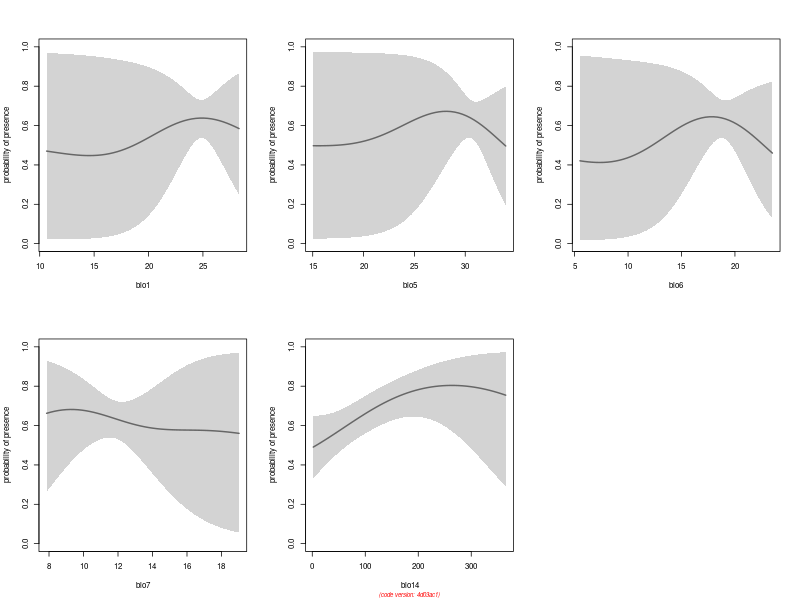 probability of presence
0.0 0.2 0.4 0.6 0.8 1.0
10 15 20 25
bio1
probability of presence
0.0 0.2 0.4 0.6 0.8 1.0
15 20 25 30
bio5
probability of presence
0.0 0.2 0.4 0.6 0.8 1.0
5 10 15 20
bio6
probability of presence
0.0 0.2 0.4 0.6 0.8 1.0
8 10 12 14 16 18
bio7
probability of presence
0.0 0.2 0.4 0.6 0.8 1.0
0 100 200 300
bio14
(code version: 4d03ac1)